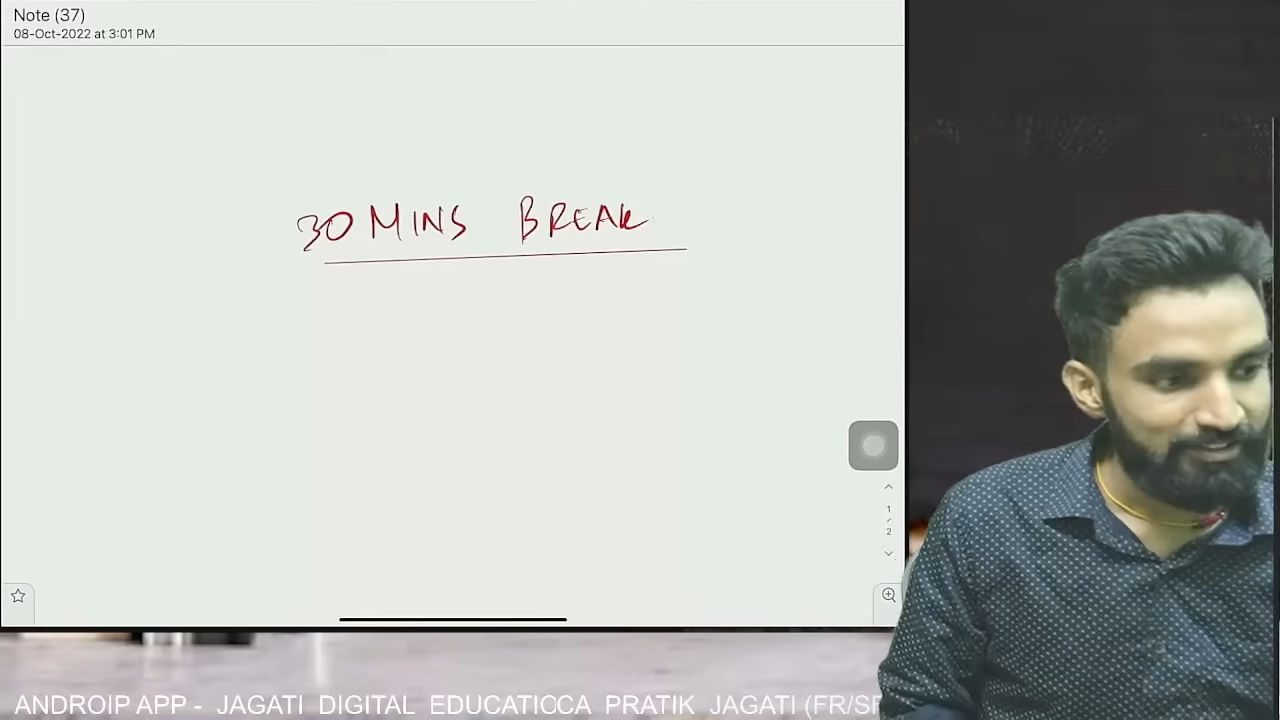 Note (37)
08-Oct-2022 at 3:01 PM
30 MINS BREAK
1
/
2
ANDROIP APP - JAGATI DIGITAL EDUCATIOCA PRATIK JAGATI (FR/SF